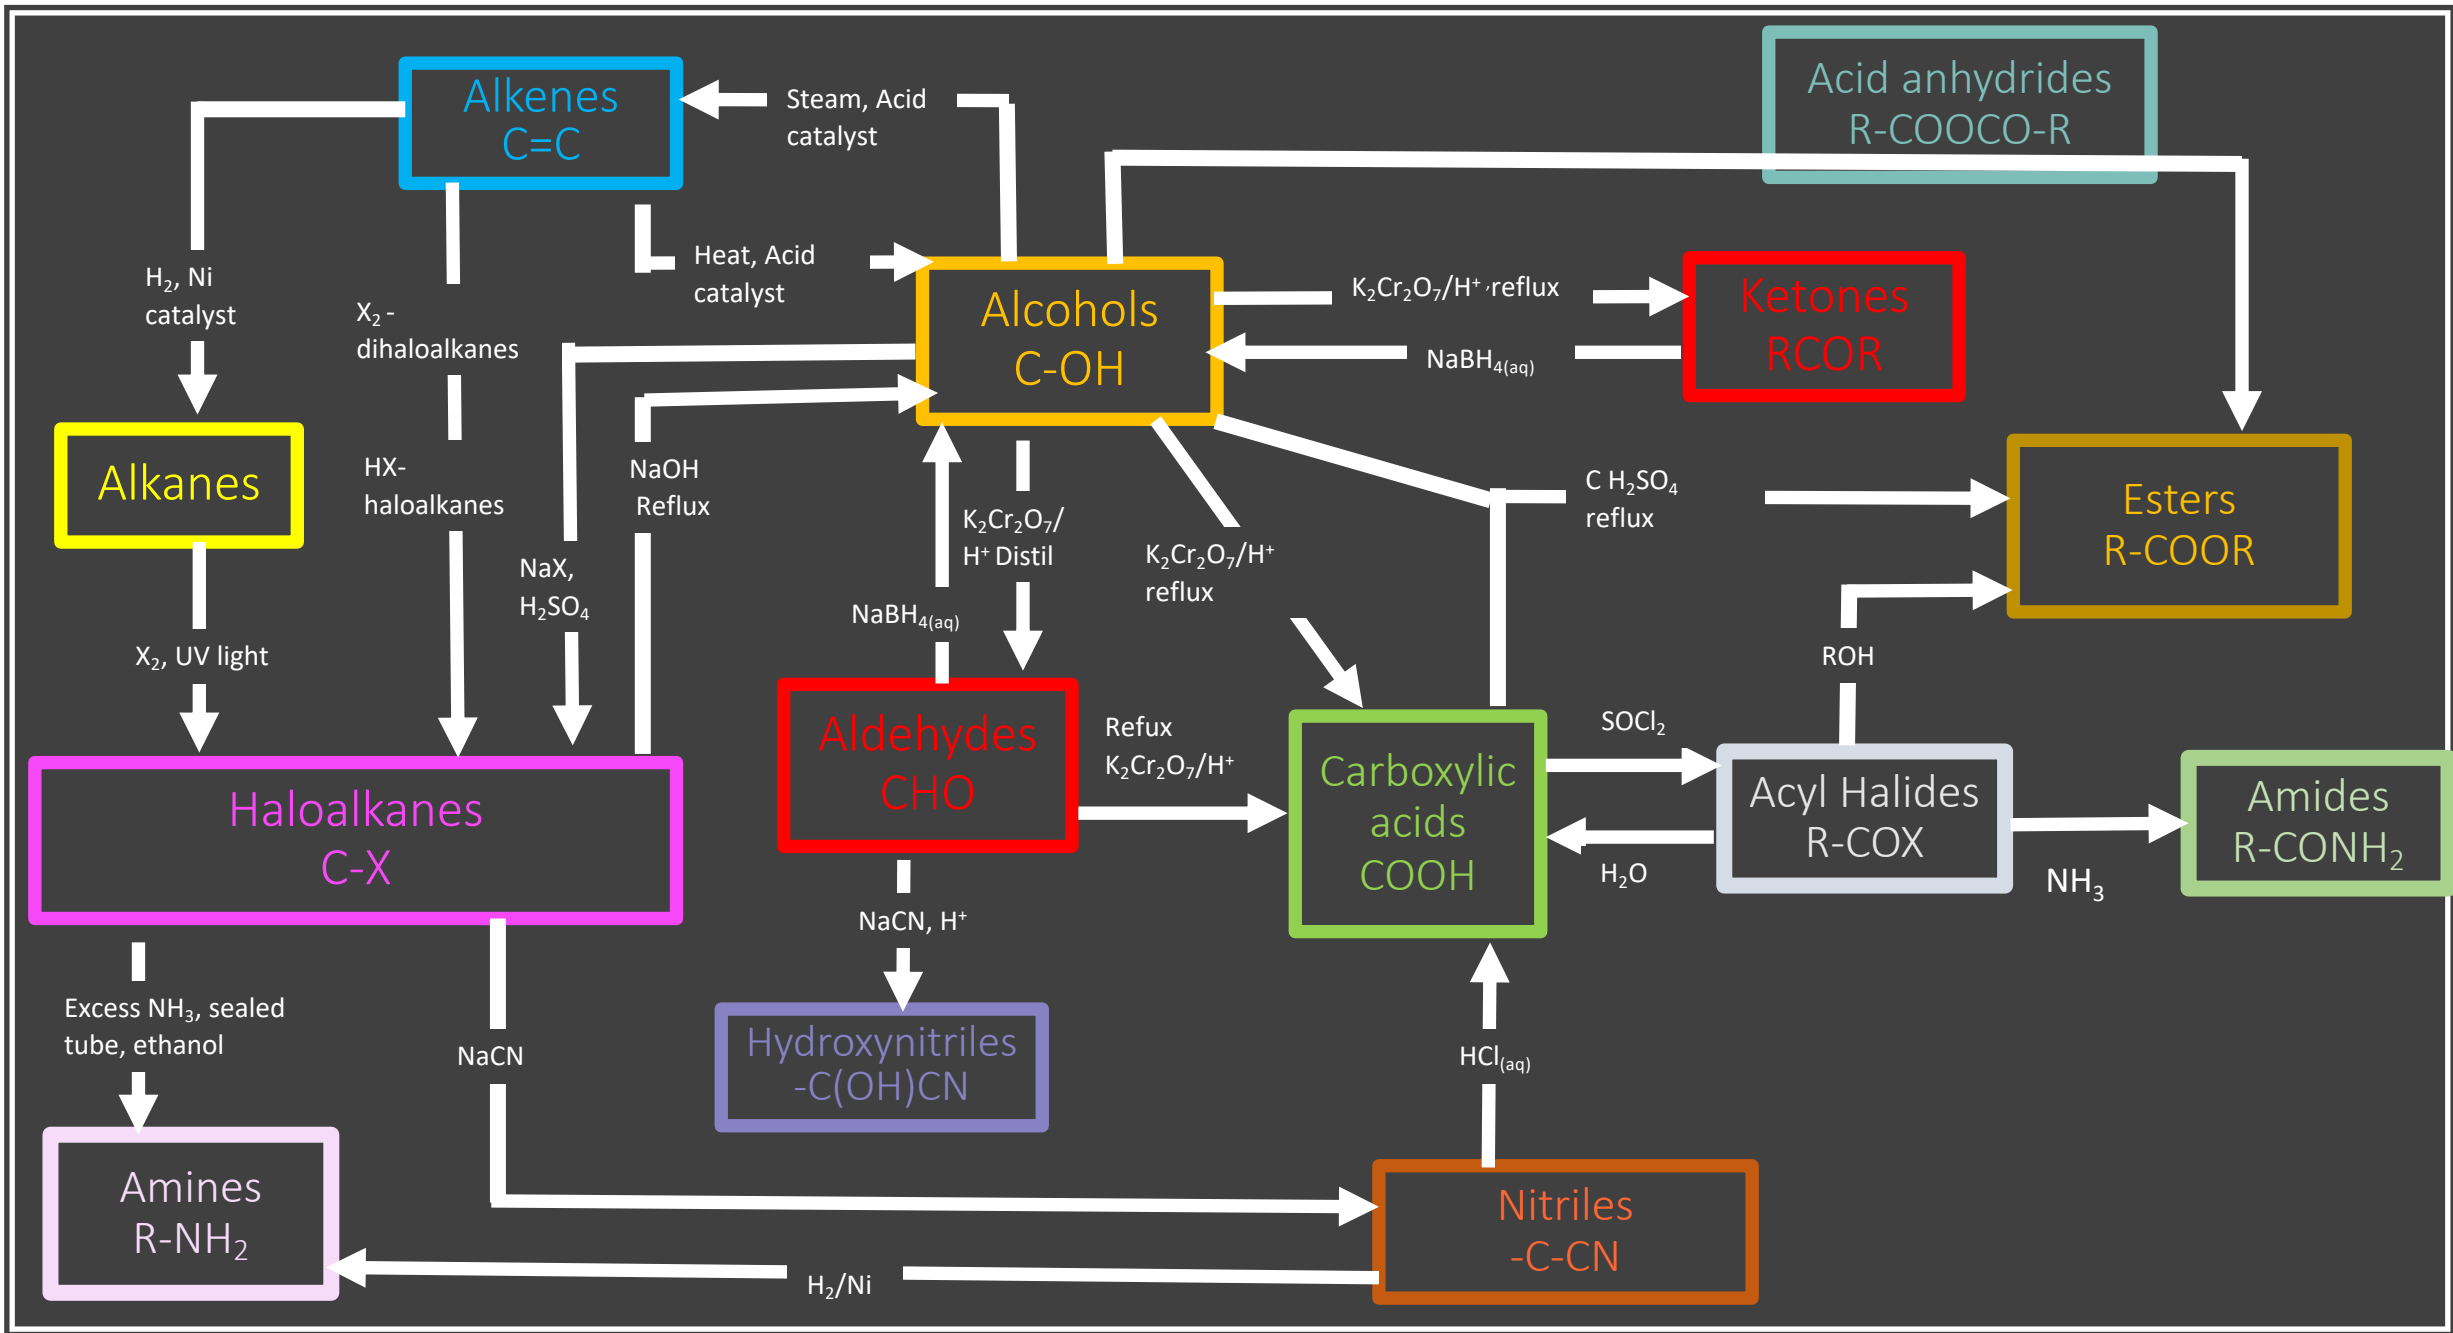 Alkenes
C=C
Steam, Acid
catalyst
Acid anhydrides
R-COOCO-R
H₂, Ni
catalyst
X₂ -
dihaloalkanes
Heat, Acid
catalyst
Alcohols
C-OH
K₂Cr₂O₇/H⁺ ,reflux
NaBH₄₍aq₎
Ketones
RCOR
Alkanes
HX-
haloalkanes
NaOH
Reflux
K₂Cr₂O₇/
H⁺ Distil
K₂Cr₂O₇/H⁺
reflux
C H₂SO₄
reflux
Esters
R-COOR
NaX,
H₂SO₄
NaBH₄₍aq₎
X₂, UV light
ROH
Haloalkanes
C-X
Aldehydes
CHO
Refux
K₂Cr₂O₇/H⁺
Carboxylic
acids
COOH
SOCl₂
H₂O
Acyl Halides
R-COX
NH₃
Amides
R-CONH₂
Excess NH₃, sealed
tube, ethanol
NaCN
NaCN, H⁺
Hydroxynitriles
-C(OH)CN
HCl₍aq₎
Amines
R-NH₂
H₂/Ni
Nitriles
-C-CN